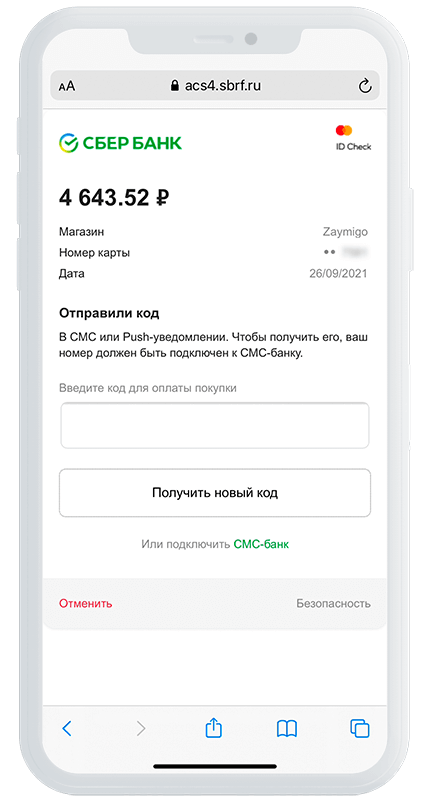 AA
acs4.sbrf.ru
СБЕР БАНК
ID Check
4 643.52 ₽
Магазин Zaymigo
Номер карты ••
Дата 26/09/2021
Отправили код
В СМС или Push-уведомлении. Чтобы получить его, ваш
номер должен быть подключен к СМС-банку.
Введите код для оплаты покупки
Получить новый код
Или подключить СМС-банк
Отменить Безопасность